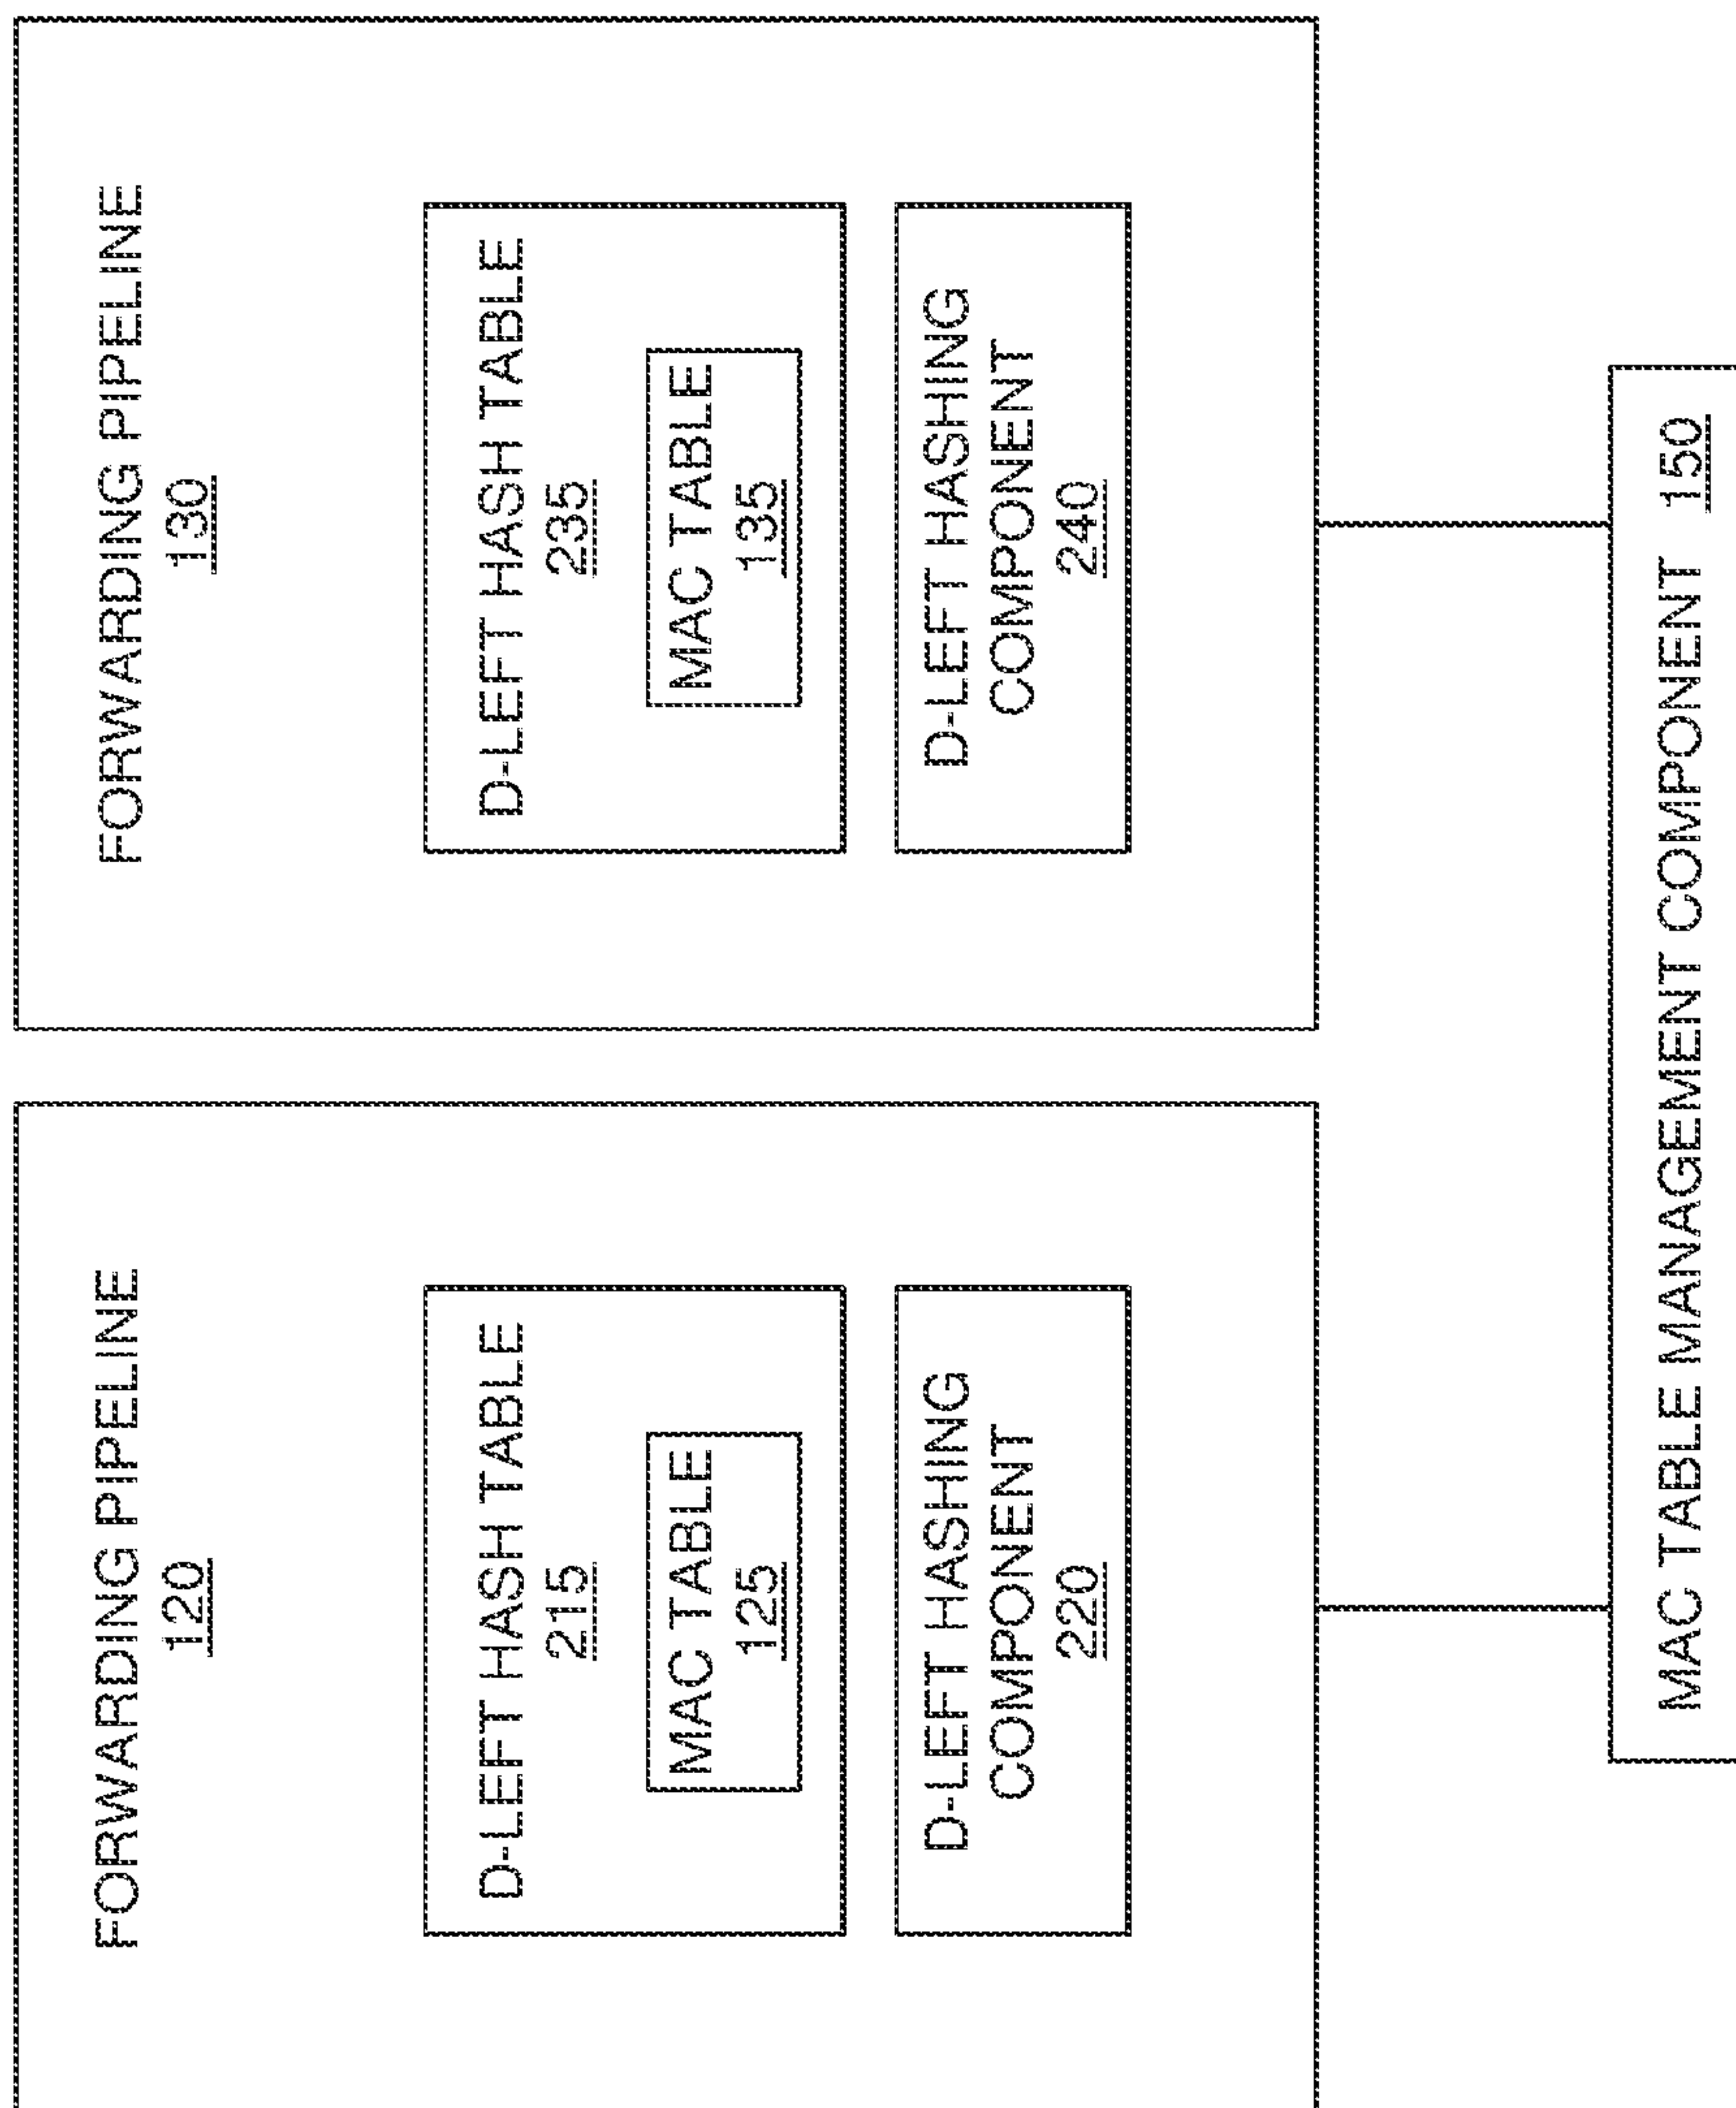 FORWARDING PIPELINE
120
D-LEFT HASH TABLE
215
MAC TABLE
125
D-LEFT HASHING
COMPONENT
220
FORWARDING PIPELINE
130
D-LEFT HASH TABLE
235
MAC TABLE
135
D-LEFT HASHING
COMPONENT
240
MAC TABLE MANAGEMENT COMPONENT 150